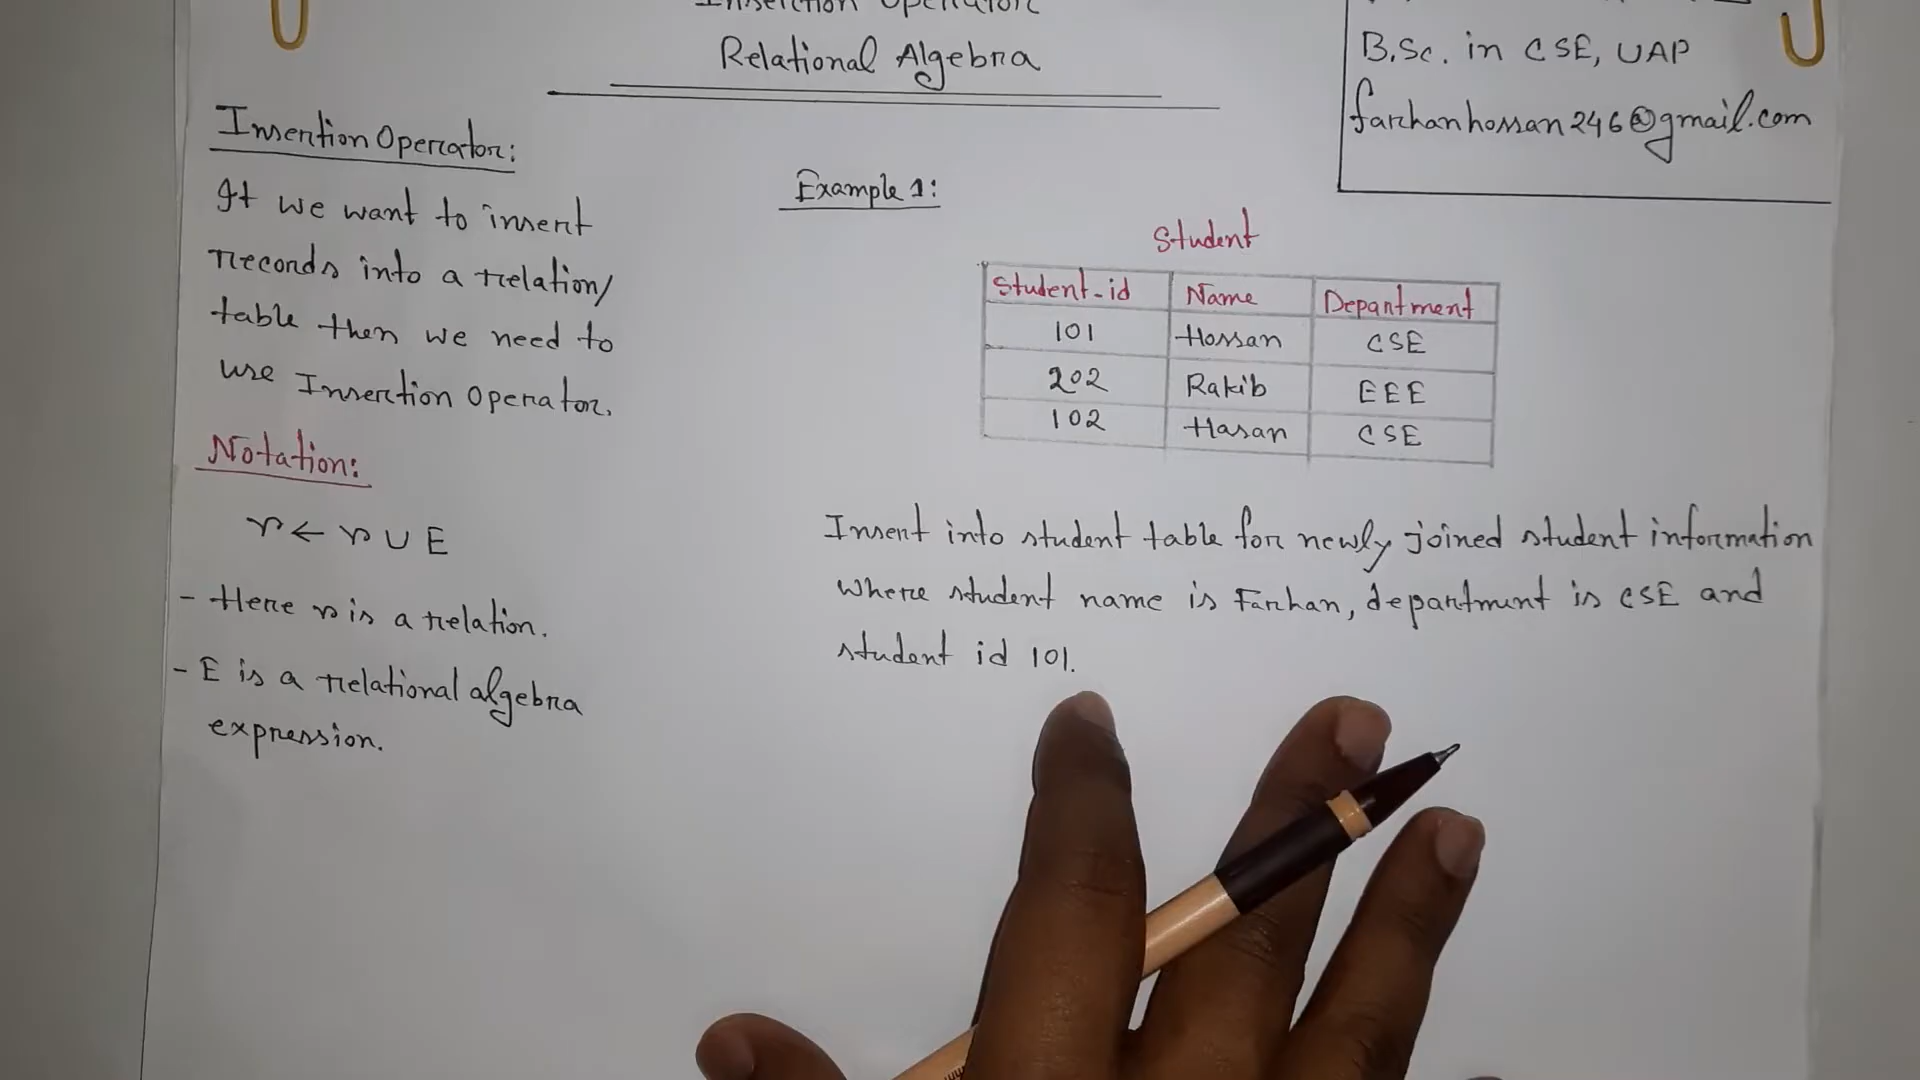 Insertion Operator
Relational Algebra
B.Sc. in CSE, UAP
farhanhossan246@gmail.com
Insertion Operator:
If we want to insert
records into a relation/
table then we need to
use Insertion Operator.
Notation:
r ← r ∪ E
- Here r is a relation.
- E is a relational algebra
expression.
Example 1:
Student
Student-id Name Department
101 Hossan CSE
202 Rakib EEE
102 Hasan CSE
Insert into student table for newly joined student information
where student name is Farhan, department is CSE and
student id 101.